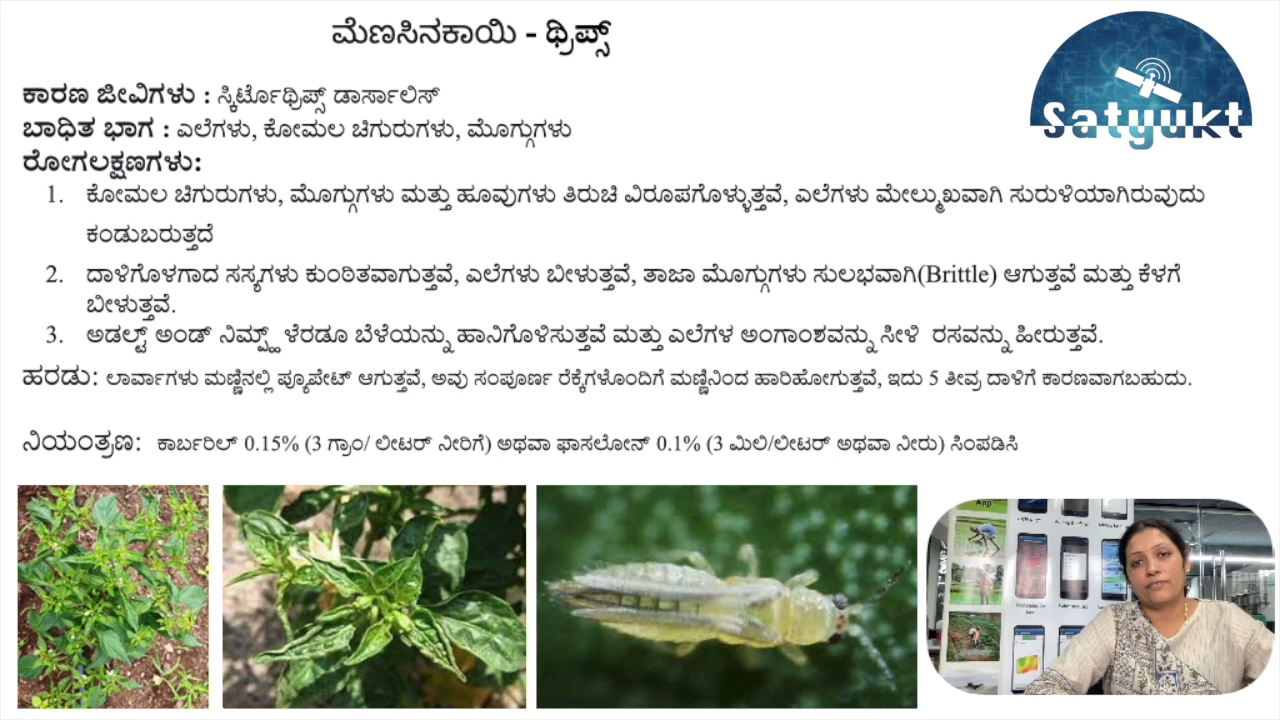 ಮೆಣಸಿನಕಾಯಿ - ಥ್ರಿಪ್ಸ್
Satyukt
ಕಾರಣ ಜೀವಿಗಳು : ಸ್ಕಿರ್ಟೊಥ್ರಿಪ್ಸ್ ಡಾರ್ಸಾಲಿಸ್
ಬಾಧಿತ ಭಾಗ : ಎಲೆಗಳು, ಕೋಮಲ ಚಿಗುರುಗಳು, ಮೊಗ್ಗುಗಳು
ರೋಗಲಕ್ಷಣಗಳು:
1. ಕೋಮಲ ಚಿಗುರುಗಳು, ಮೊಗ್ಗುಗಳು ಮತ್ತು ಹೂವುಗಳು ತಿರುಚಿ ವಿರೂಪಗೊಳ್ಳುತ್ತವೆ, ಎಲೆಗಳು ಮೇಲ್ಮುಖವಾಗಿ ಸುರುಳಿಯಾಗಿರುವುದು
ಕಂಡುಬರುತ್ತದೆ
2. ದಾಳಿಗೊಳಗಾದ ಸಸ್ಯಗಳು ಕುಂಠಿತವಾಗುತ್ತವೆ, ಎಲೆಗಳು ಬೀಳುತ್ತವೆ, ತಾಜಾ ಮೊಗ್ಗುಗಳು ಸುಲಭವಾಗಿ(Brittle) ಆಗುತ್ತವೆ ಮತ್ತು ಕೆಳಗೆ
ಬೀಳುತ್ತವೆ.
3. ಅಡಲ್ಟ್ ಅಂಡ್ ನಿಮ್ಫ್ಹ್ ಳೆರಡೂ ಬೆಳೆಯನ್ನು ಹಾನಿಗೊಳಿಸುತ್ತವೆ ಮತ್ತು ಎಲೆಗಳ ಅಂಗಾಂಶವನ್ನು ಸೀಳಿ ರಸವನ್ನು ಹೀರುತ್ತವೆ.
ಹರಡು: ಲಾರ್ವಾಗಳು ಮಣ್ಣಿನಲ್ಲಿ ಪ್ಯೂಪೇಟ್ ಆಗುತ್ತವೆ, ಅವು ಸಂಪೂರ್ಣ ರೆಕ್ಕೆಗಳೊಂದಿಗೆ ಮಣ್ಣಿನಿಂದ ಹಾರಿಹೋಗುತ್ತವೆ, ಇದು 5 ತೀವ್ರ ದಾಳಿಗೆ ಕಾರಣವಾಗಬಹುದು.
ನಿಯಂತ್ರಣ: ಕಾರ್ಬರಿಲ್ 0.15% (3 ಗ್ರಾಂ/ ಲೀಟರ್ ನೀರಿಗೆ) ಅಥವಾ ಫಾಸಲೋನ್ 0.1% (3 ಮಿಲಿ/ಲೀಟರ್ ಅಥವಾ ನೀರು) ಸಿಂಪಡಿಸಿ
App